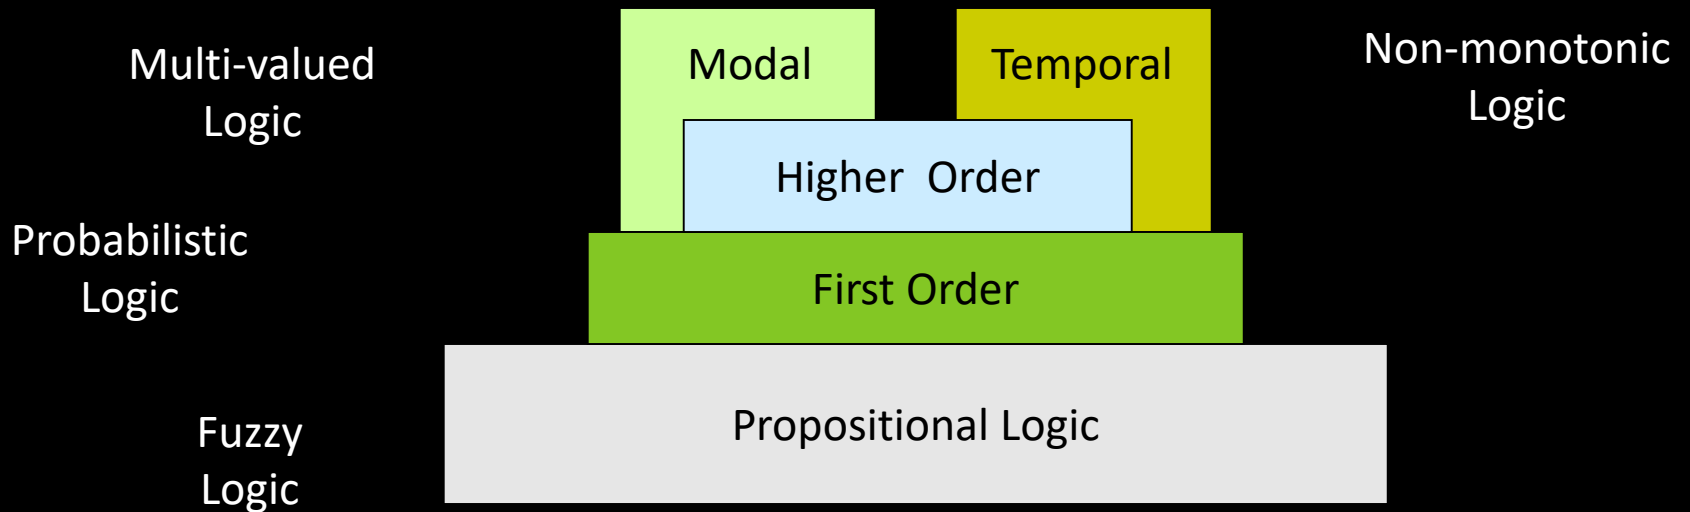 Multi-valued
Logic
Modal
Temporal
Non-monotonic
Logic
Higher Order
Probabilistic
Logic
First Order
Propositional Logic
Fuzzy
Logic